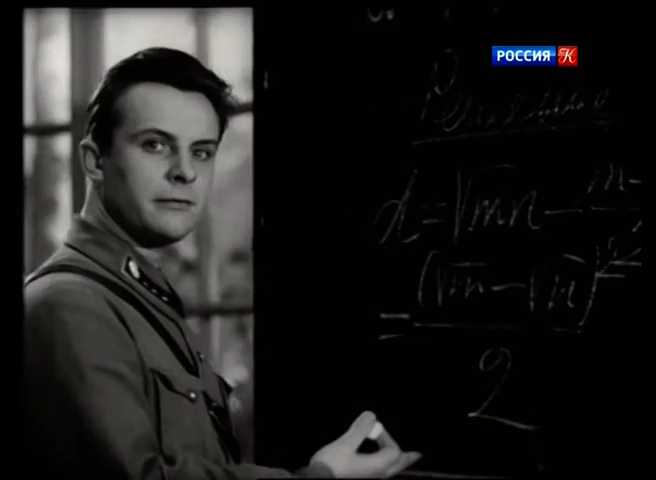 РОССИЯ К
Решение
d = √mn - m-
= (√m - √n)²
2